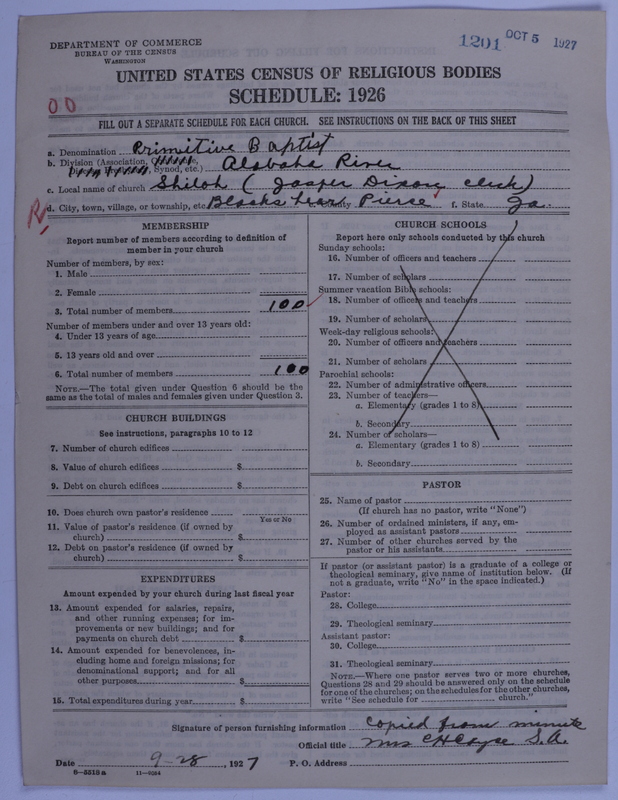 DEPARTMENT OF COMMERCE
BUREAU OF THE CENSUS
WASHINGTON
1201 OCT 5 1927
UNITED STATES CENSUS OF RELIGIOUS BODIES
SCHEDULE: 1926
00
FILL OUT A SEPARATE SCHEDULE FOR EACH CHURCH. SEE INSTRUCTIONS ON THE BACK OF THIS SHEET
a. Denomination Primitive Baptist
b. Division (Association, Synod, etc.) Alabaha River
c. Local name of church Shiloh (Jasper Dixon clerk)
d. City, town, village, or township, etc. Blackshear Pierce f. State Ga.
R
MEMBERSHIP
Report number of members according to definition of
member in your church
Number of members, by sex:
1. Male
2. Female
3. Total number of members 100
Number of members under and over 13 years old:
4. Under 13 years of age
5. 13 years old and over
6. Total number of members 100
NOTE.—The total given under Question 6 should be the
same as the total of males and females given under Question 3.
CHURCH BUILDINGS
See instructions, paragraphs 10 to 12
7. Number of church edifices
8. Value of church edifices $
9. Debt on church edifices $
10. Does church own pastor's residence
Yes or No
11. Value of pastor's residence (if owned by
church) $
12. Debt on pastor's residence (if owned by
church) $
EXPENDITURES
Amount expended by your church during last fiscal year
13. Amount expended for salaries, repairs,
and other running expenses; for im-
provements or new buildings; and for
payments on church debt $
14. Amount expended for benevolences, in-
cluding home and foreign missions; for
denominational support; and for all
other purposes $
15. Total expenditures during year $
CHURCH SCHOOLS
Report here only schools conducted by this church
Sunday schools:
16. Number of officers and teachers
17. Number of scholars
Summer vacation Bible schools:
18. Number of officers and teachers
19. Number of scholars
Week-day religious schools:
20. Number of officers and teachers
21. Number of scholars
Parochial schools:
22. Number of administrative officers
23. Number of teachers—
a. Elementary (grades 1 to 8)
b. Secondary
24. Number of scholars—
a. Elementary (grades 1 to 8)
b. Secondary
PASTOR
25. Name of pastor
(If church has no pastor, write "None")
26. Number of ordained ministers, if any, em-
ployed as assistant pastors
27. Number of other churches served by the
pastor or his assistants
If pastor (or assistant pastor) is a graduate of a college or
theological seminary, give name of institution below. (If
not a graduate, write "No" in the space indicated.)
Pastor:
28. College
29. Theological seminary
Assistant pastor:
30. College
31. Theological seminary
NOTE.—Where one pastor serves two or more churches,
Questions 28 and 29 should be answered only on the schedule
for one of the churches; on the schedules for the other churches,
write "See schedule for church."
Signature of person furnishing information Copied from minute
Official title Mrs C H Cayse S.A.
Date 9-28, 1927 P. O. Address
8-5515a 11-9064